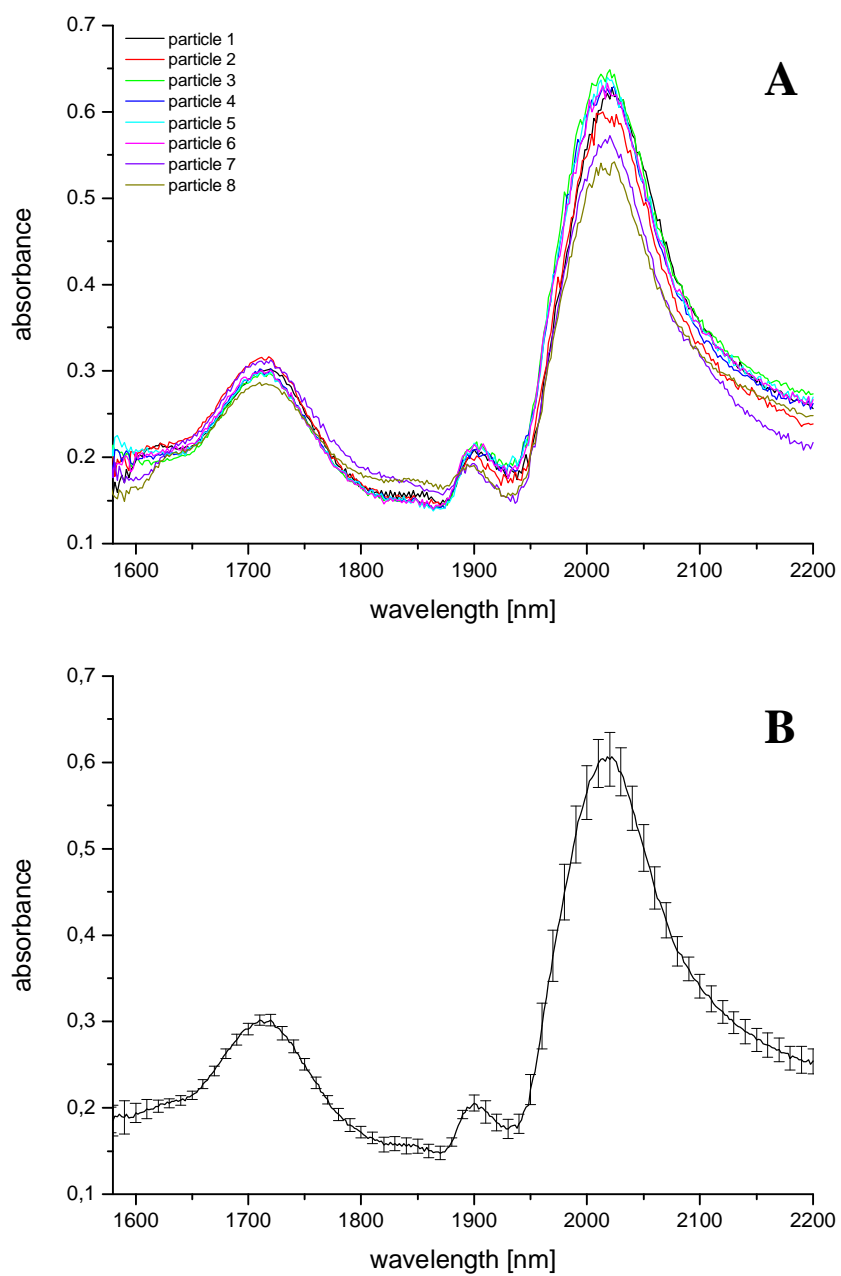 0.7
0.6
0.5
0.4
0.3
0.2
0.1
absorbance
particle 1
particle 2
particle 3
particle 4
particle 5
particle 6
particle 7
particle 8
A
1600 1700 1800 1900 2000 2100 2200
wavelength [nm]
0,7
0,6
0,5
0,4
0,3
0,2
0,1
absorbance
B
1600 1700 1800 1900 2000 2100 2200
wavelength [nm]